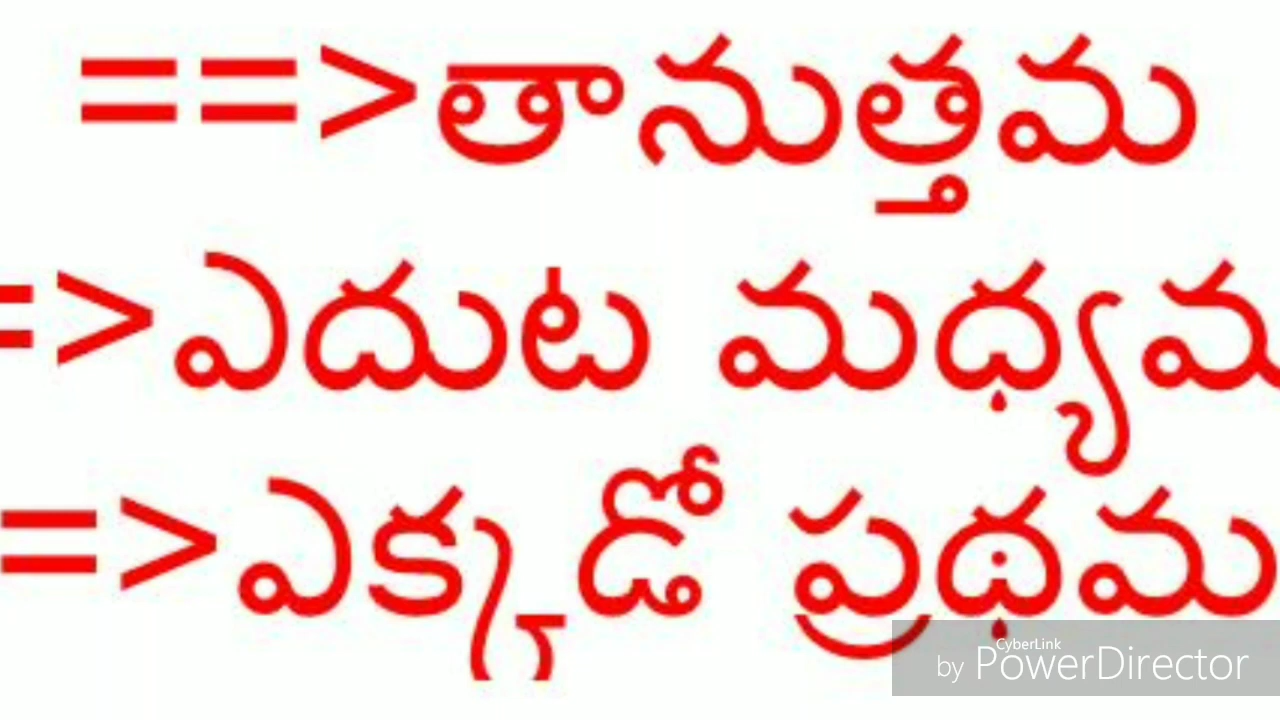 ==>తానుత్తమ
=>ఎదుట మధ్యమ
=>ఎక్కడో ప్రథమ
CyberLink
by PowerDirector